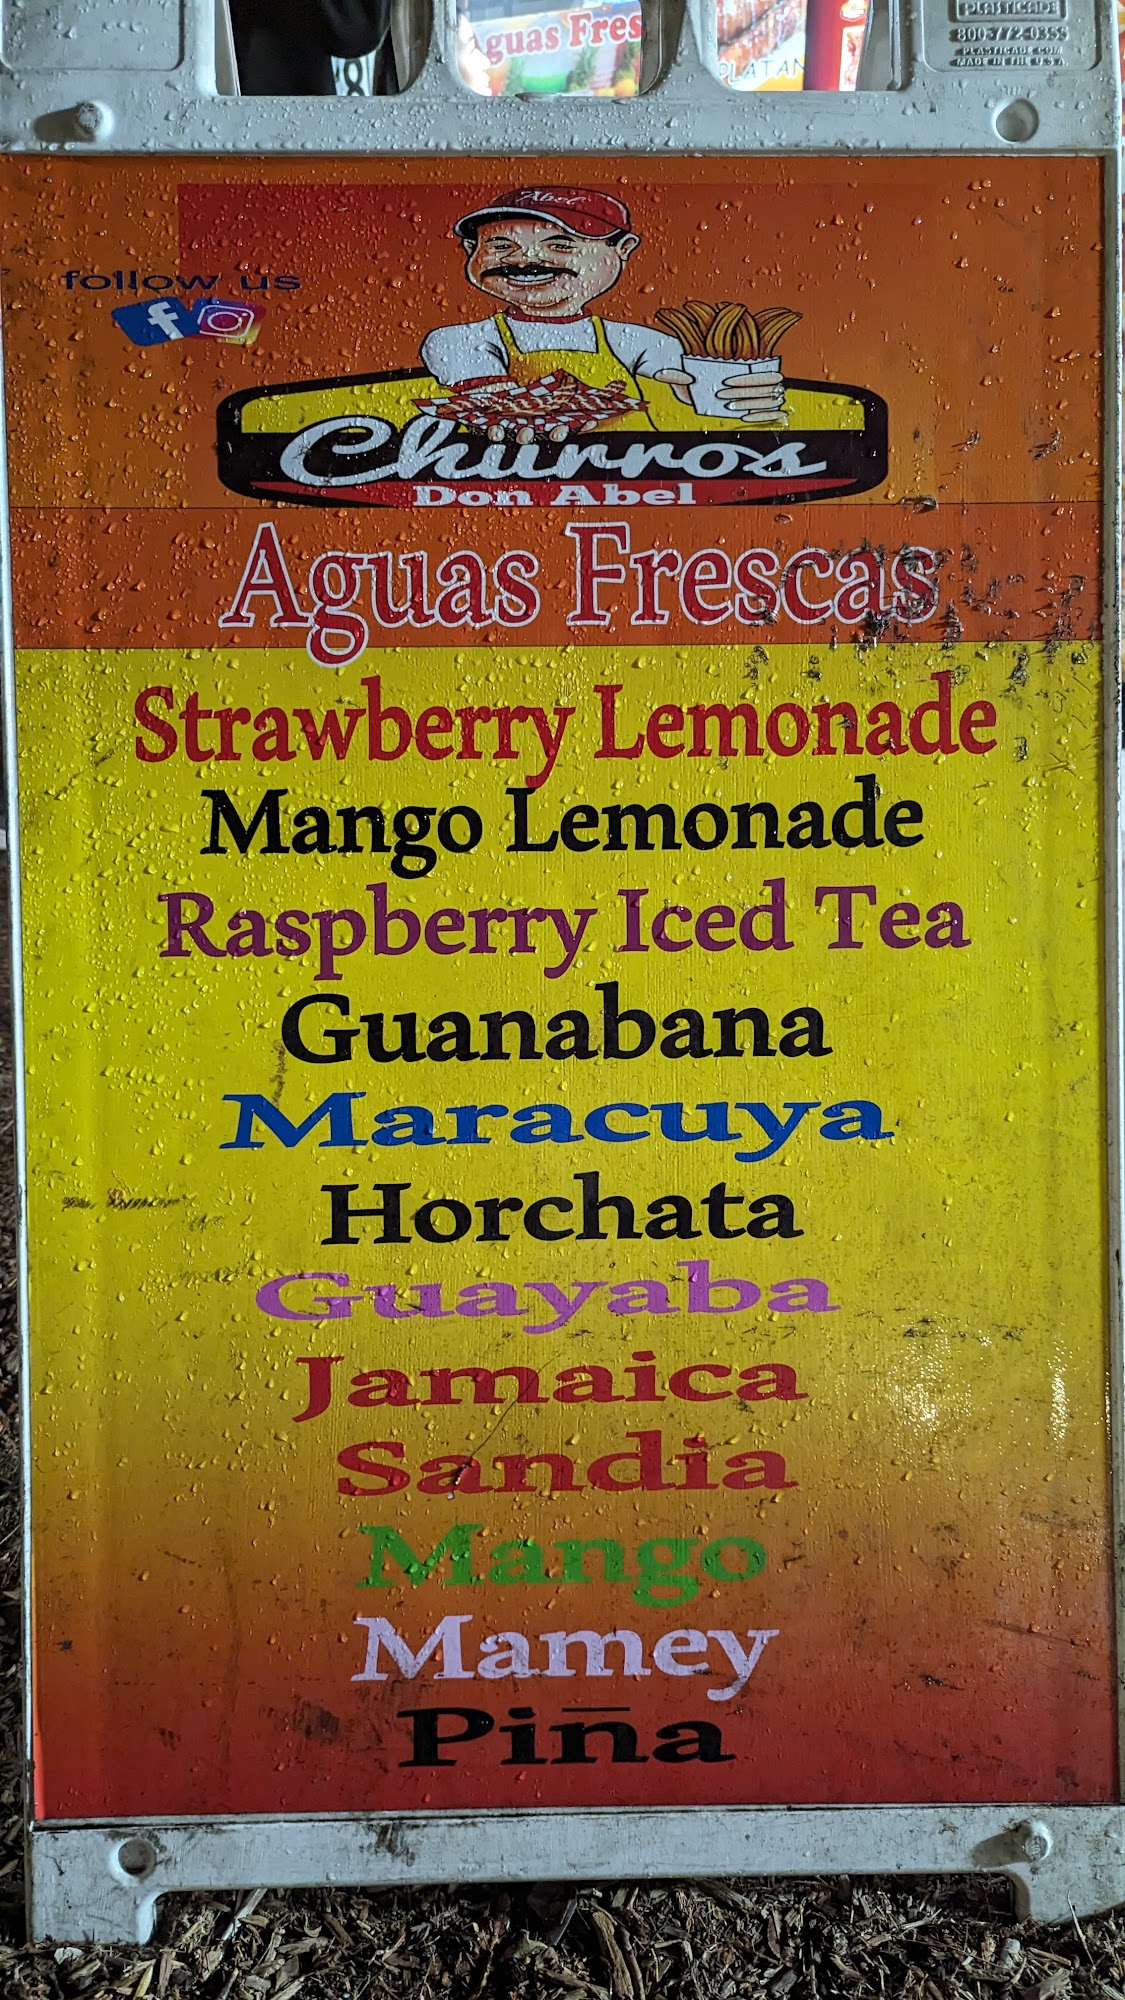 PLASTICADE
800-772-0355
PLASTICADE.COM
MADE IN THE U.S.A.
Aguas Fres
PLATAN
Abel
follow us
Churros
Don Abel
Aguas Frescas
Strawberry Lemonade
Mango Lemonade
Raspberry Iced Tea
Guanabana
Maracuya
Horchata
Guayaba
Jamaica
Sandia
Mango
Mamey
Piña